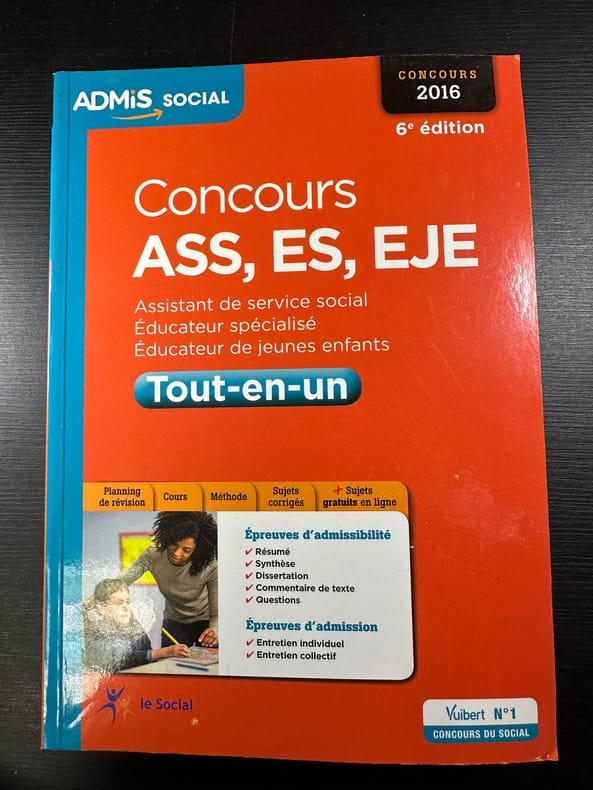 ADMiS SOCIAL
CONCOURS
2016
6e édition
Concours
ASS, ES, EJE
Assistant de service social
Éducateur spécialisé
Éducateur de jeunes enfants
Tout-en-un
Planning
de révision
Cours
Méthode
Sujets
corrigés
+ Sujets
gratuits en ligne
Épreuves d'admissibilité
✓ Résumé
✓ Synthèse
✓ Dissertation
✓ Commentaire de texte
✓ Questions
Épreuves d'admission
✓ Entretien individuel
✓ Entretien collectif
le Social
Vuibert N°1
CONCOURS DU SOCIAL